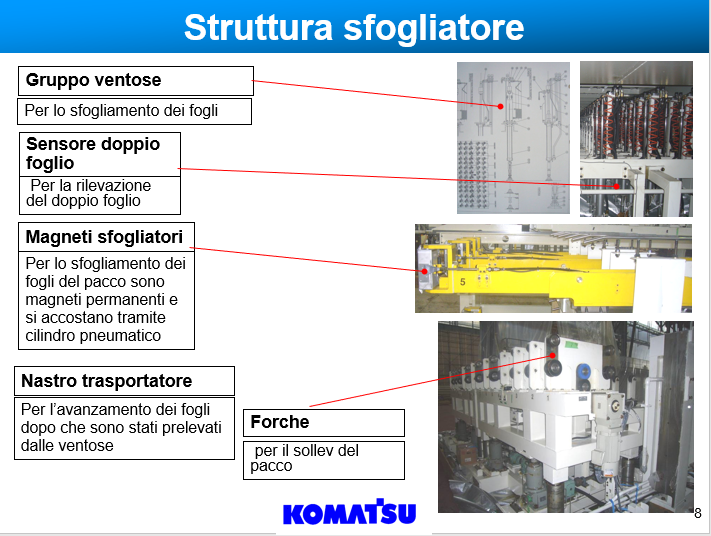 Struttura sfogliatore
Gruppo ventose
Per lo sfogliamento dei fogli
Sensore doppio
foglio
Per la rilevazione
del doppio foglio
Magneti sfogliatori
Per lo sfogliamento dei
fogli del pacco sono
magneti permanenti e
si accostano tramite
cilindro pneumatico
5
Nastro trasportatore
Per l’avanzamento dei fogli
dopo che sono stati prelevati
dalle ventose
Forche
per il sollev del
pacco
KOMATSU
8